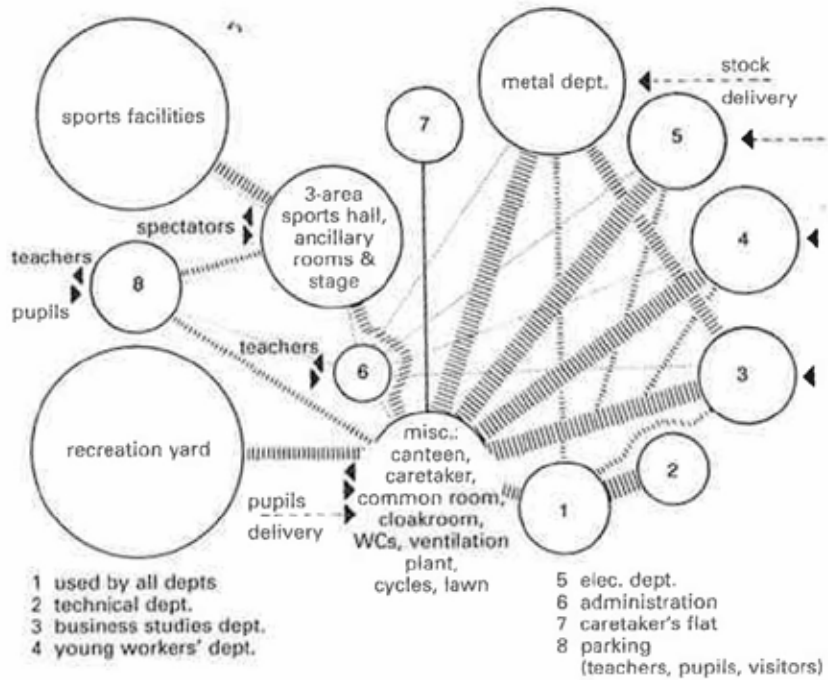 sports facilities
metal dept.
stock
delivery
7
5
3-area
sports hall,
ancillary
rooms &
stage
spectators
4
teachers
8
pupils
teachers
6
3
recreation yard
misc.:
canteen,
caretaker,
common room,
cloakroom,
WCs, ventilation
plant,
cycles, lawn
2
1
pupils
delivery
1 used by all depts
2 technical dept.
3 business studies dept.
4 young workers' dept.
5 elec. dept.
6 administration
7 caretaker's flat
8 parking
(teachers, pupils, visitors)